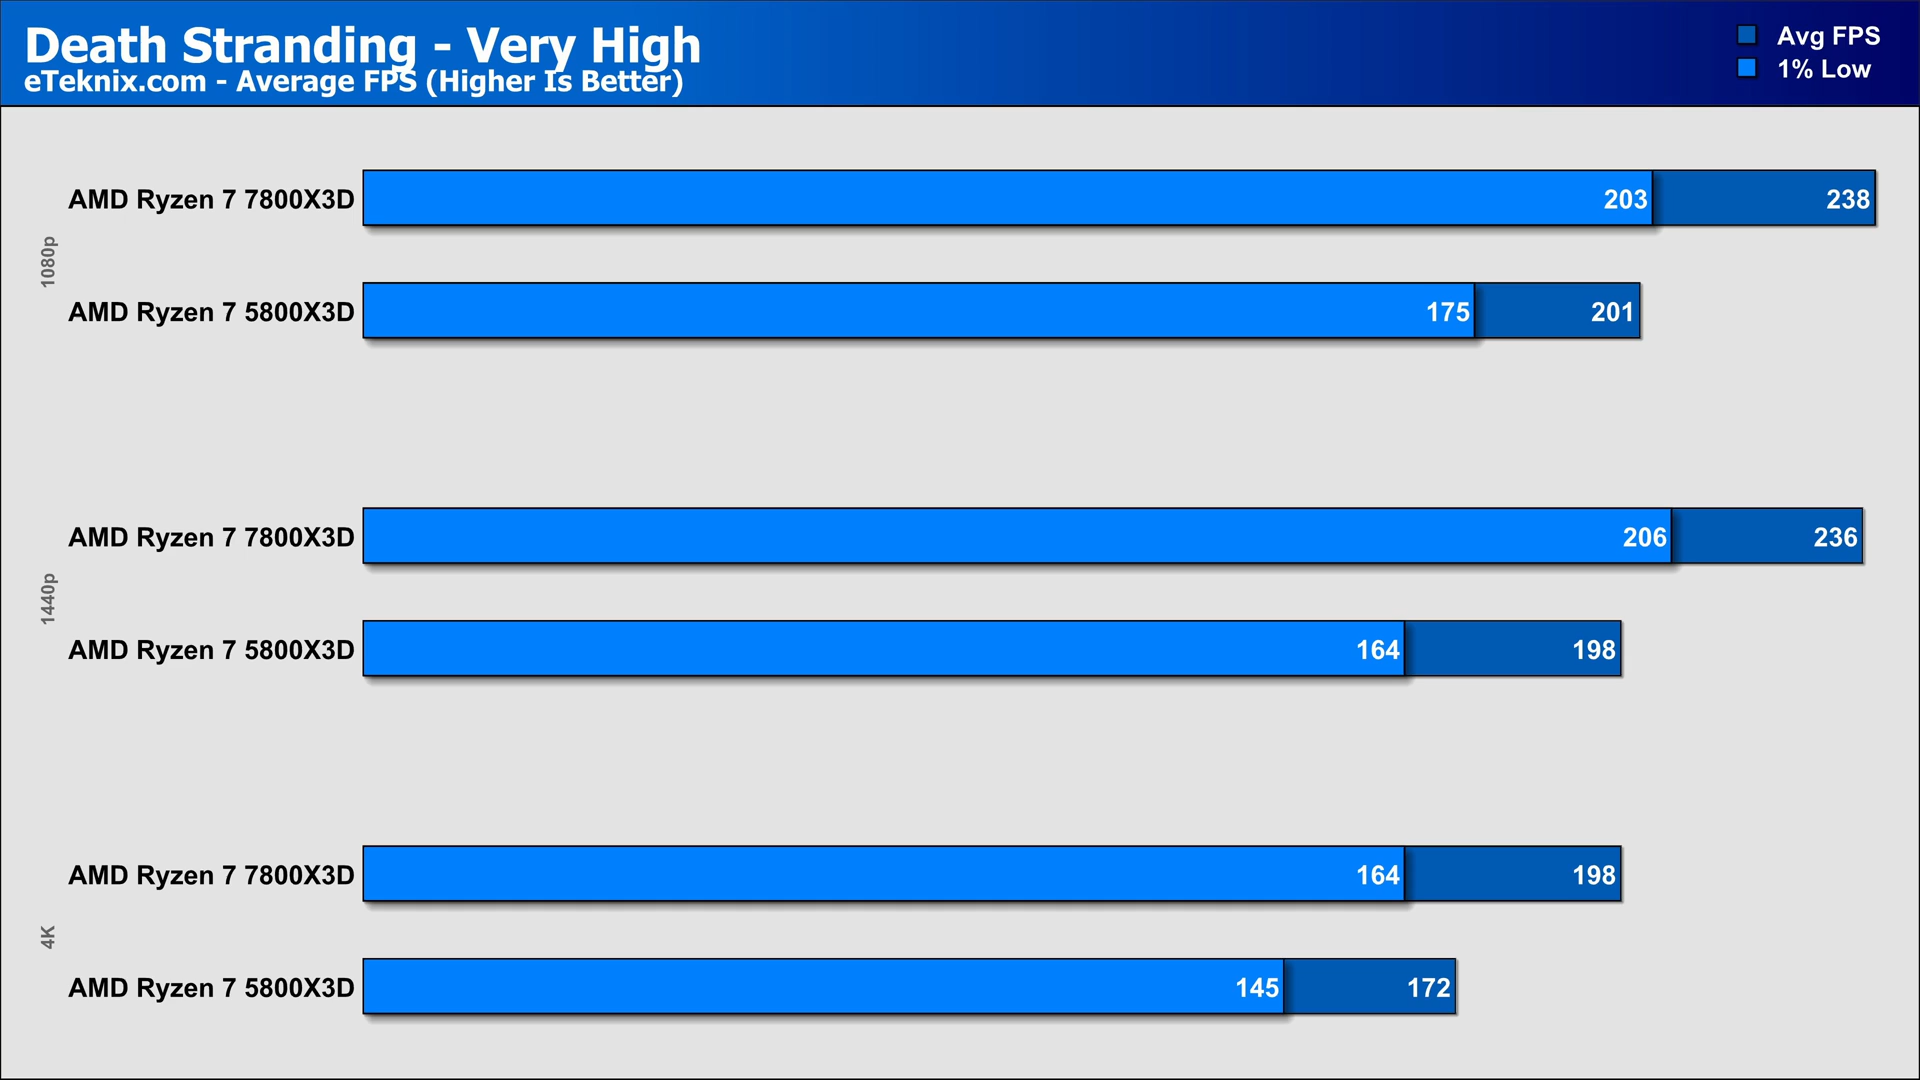 Death Stranding - Very High
eTeknix.com - Average FPS (Higher Is Better)
Avg FPS
1% Low
1080p
AMD Ryzen 7 7800X3D 203 238
AMD Ryzen 7 5800X3D 175 201
1440p
AMD Ryzen 7 7800X3D 206 236
AMD Ryzen 7 5800X3D 164 198
4K
AMD Ryzen 7 7800X3D 164 198
AMD Ryzen 7 5800X3D 145 172